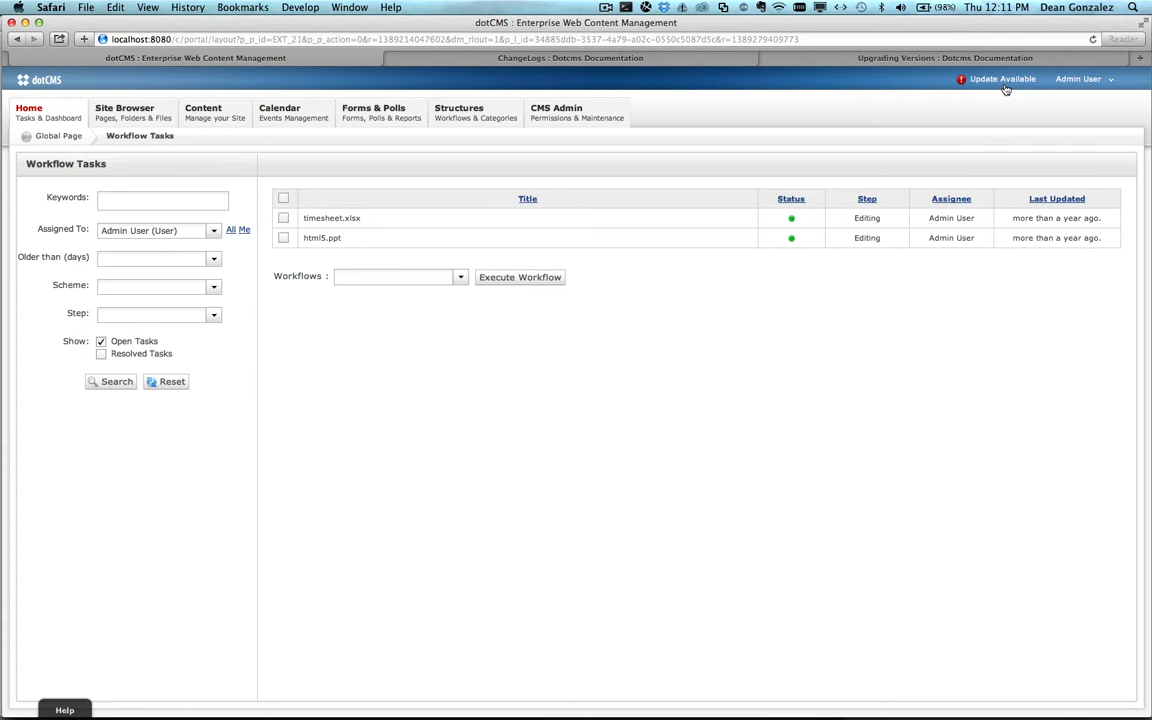 Safari File Edit View History Bookmarks Develop Window Help (98%) Thu 12:11 PM Dean Gonzalez
dotCMS : Enterprise Web Content Management
localhost:8080/c/portal/layout?p_p_id=EXT_21&p_p_action=0&r=1389214047602&dm_rlout=1&p_l_id=34885ddb-3537-4a79-a02c-0550c5087d5c&r=1389279409773 Reader
dotCMS : Enterprise Web Content Management ChangeLogs : Dotcms Documentation Upgrading Versions : Dotcms Documentation
dotCMS Update Available Admin User
Home Site Browser Content Calendar Forms & Polls Structures CMS Admin
Tasks & Dashboard Pages, Folders & Files Manage your Site Events Management Forms, Polls & Reports Workflows & Categories Permissions & Maintenance
Global Page Workflow Tasks
Workflow Tasks
Keywords:
Assigned To: Admin User (User) All Me
Older than (days)
Scheme:
Step:
Show: Open Tasks
Resolved Tasks
Search Reset
Title Status Step Assignee Last Updated
timesheet.xlsx Editing Admin User more than a year ago.
html5.ppt Editing Admin User more than a year ago.
Workflows : Execute Workflow
Help